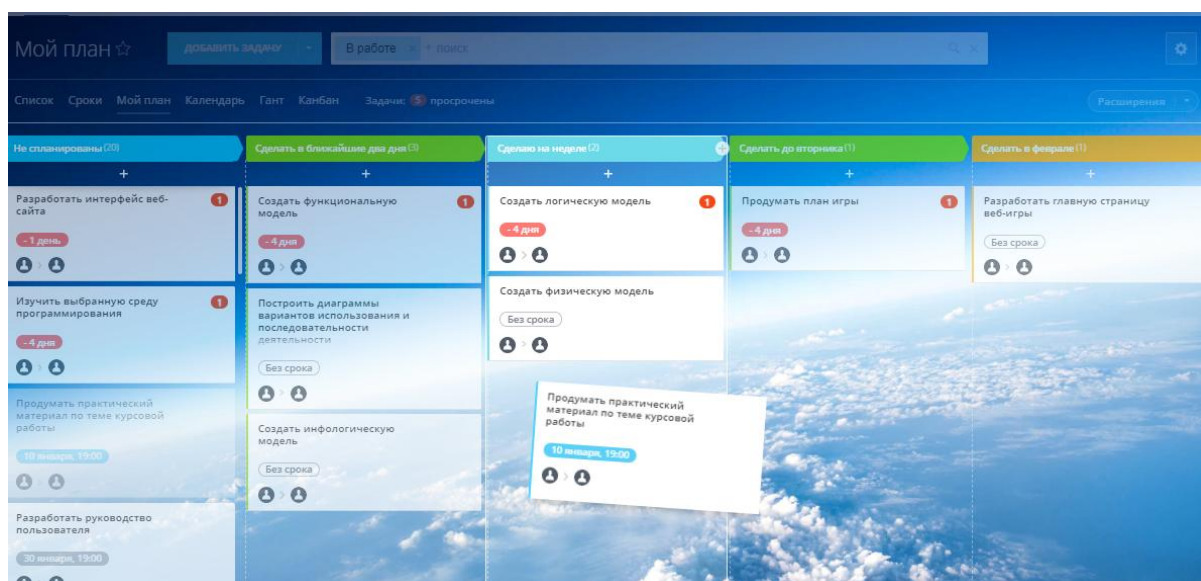 Мой план
ДОБАВИТЬ ЗАДАЧУ
В работе × + поиск
Список Сроки Мой план Календарь Гант Канбан Задачи: 5 просрочены
Расширения
Не спланированы (20)
+
Разработать интерфейс веб-
сайта
1
- 1 день
Изучить выбранную среду
программирования
1
- 4 дня
Продумать практический
материал по теме курсовой
работы
10 января, 19:00
Разработать руководство
пользователя
30 января, 19:00
Сделать в ближайшие два дня (3)
+
Создать функциональную
модель
1
- 4 дня
Построить диаграммы
вариантов использования и
последовательности
деятельности
Без срока
Создать инфологическую
модель
Без срока
Сделаю на неделе (2)
+
Создать логическую модель
1
- 4 дня
Создать физическую модель
Без срока
Продумать практический
материал по теме курсовой
работы
10 января, 19:00
Сделать до вторника (1)
+
Продумать план игры
1
- 4 дня
Сделать в феврале (1)
+
Разработать главную страницу
веб-игры
Без срока